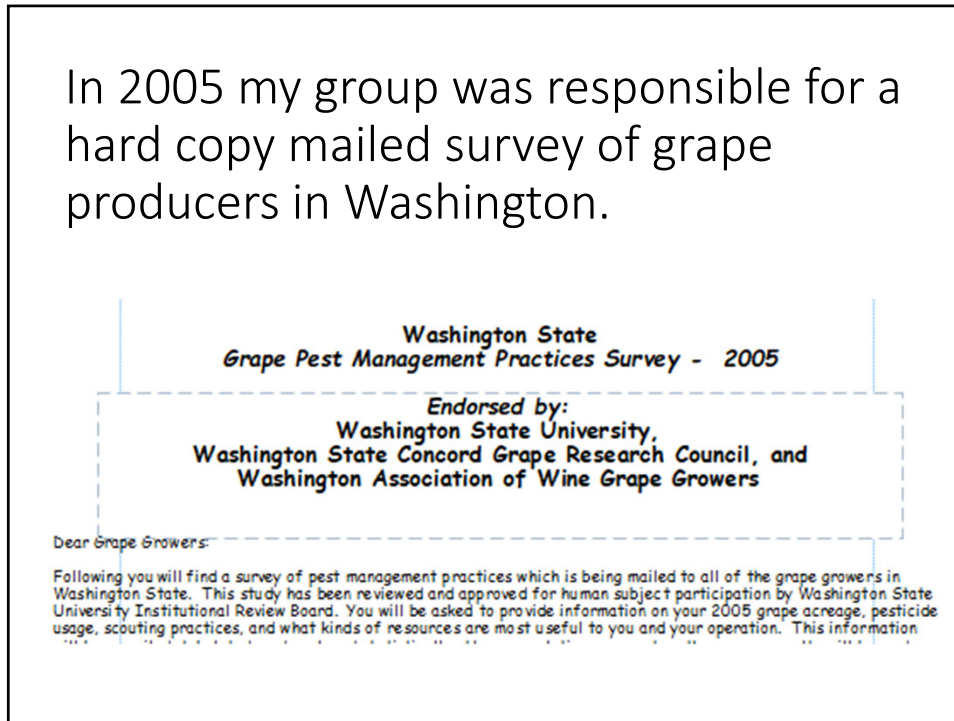 In 2005 my group was responsible for a
hard copy mailed survey of grape
producers in Washington.
Washington State
Grape Pest Management Practices Survey - 2005
Endorsed by:
Washington State University,
Washington State Concord Grape Research Council, and
Washington Association of Wine Grape Growers
Dear Grape Growers:
Following you will find a survey of pest management practices which is being mailed to all of the grape growers in
Washington State. This study has been reviewed and approved for human subject participation by Washington State
University Institutional Review Board. You will be asked to provide information on your 2005 grape acreage, pesticide
usage, scouting practices, and what kinds of resources are most useful to you and your operation. This information